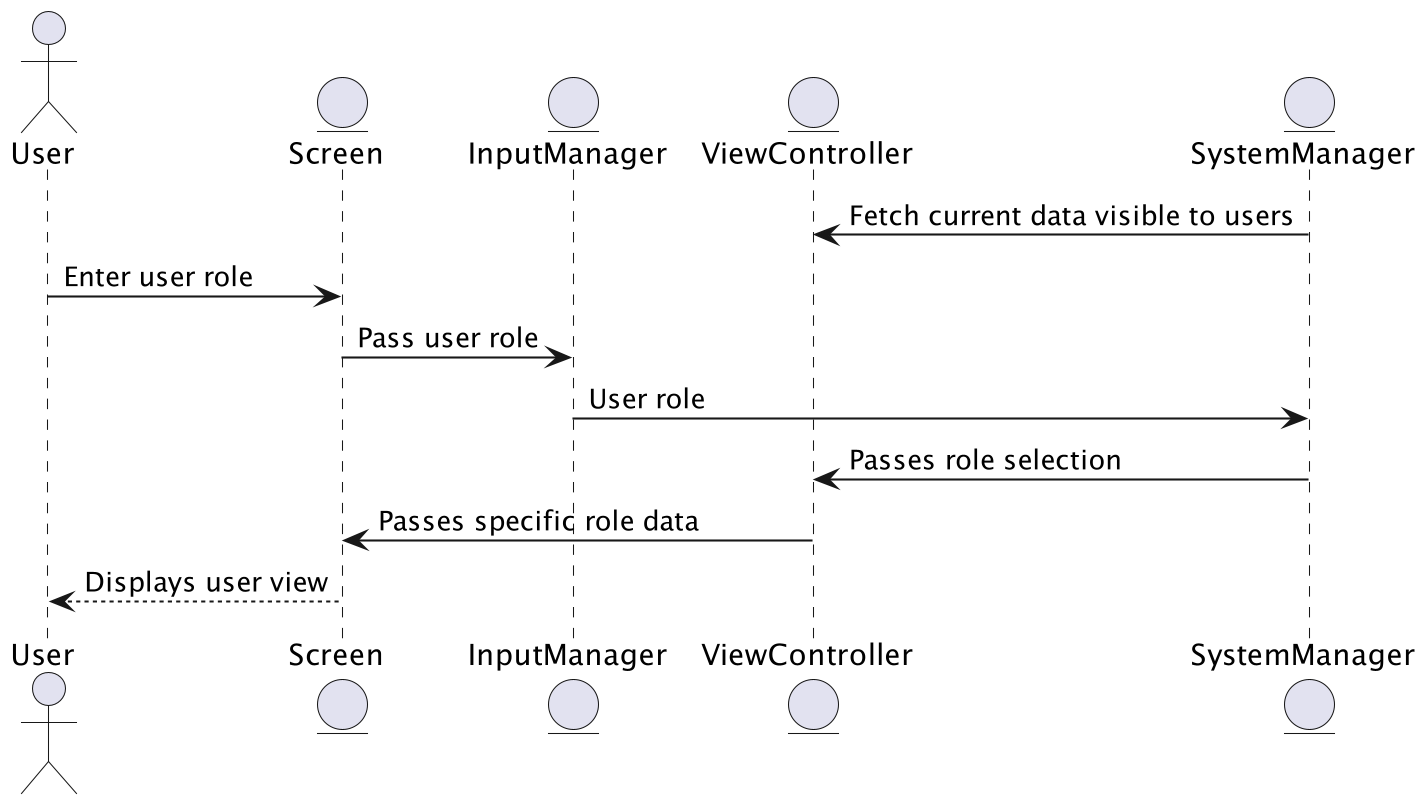 User
Screen
InputManager
ViewController
SystemManager
Fetch current data visible to users
Enter user role
Pass user role
User role
Passes role selection
Passes specific role data
Displays user view
User
Screen
InputManager
ViewController
SystemManager